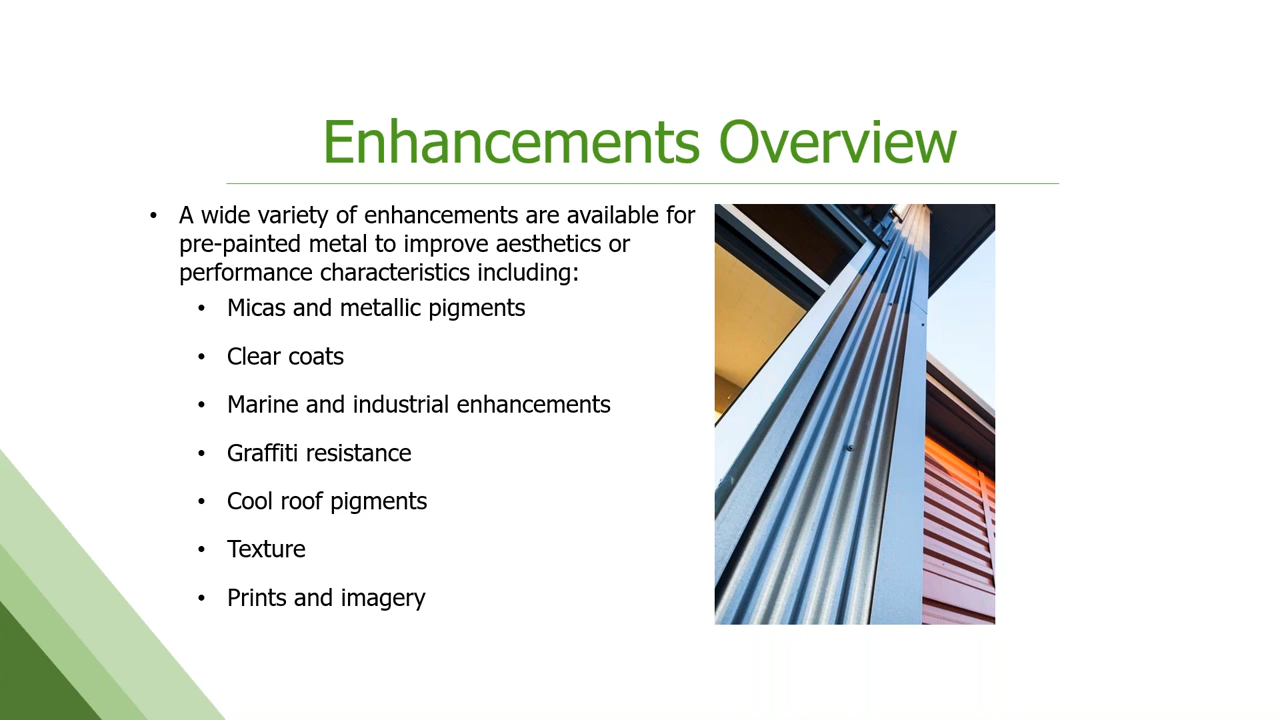 Enhancements Overview
• A wide variety of enhancements are available for
pre-painted metal to improve aesthetics or
performance characteristics including:
• Micas and metallic pigments
• Clear coats
• Marine and industrial enhancements
• Graffiti resistance
• Cool roof pigments
• Texture
• Prints and imagery